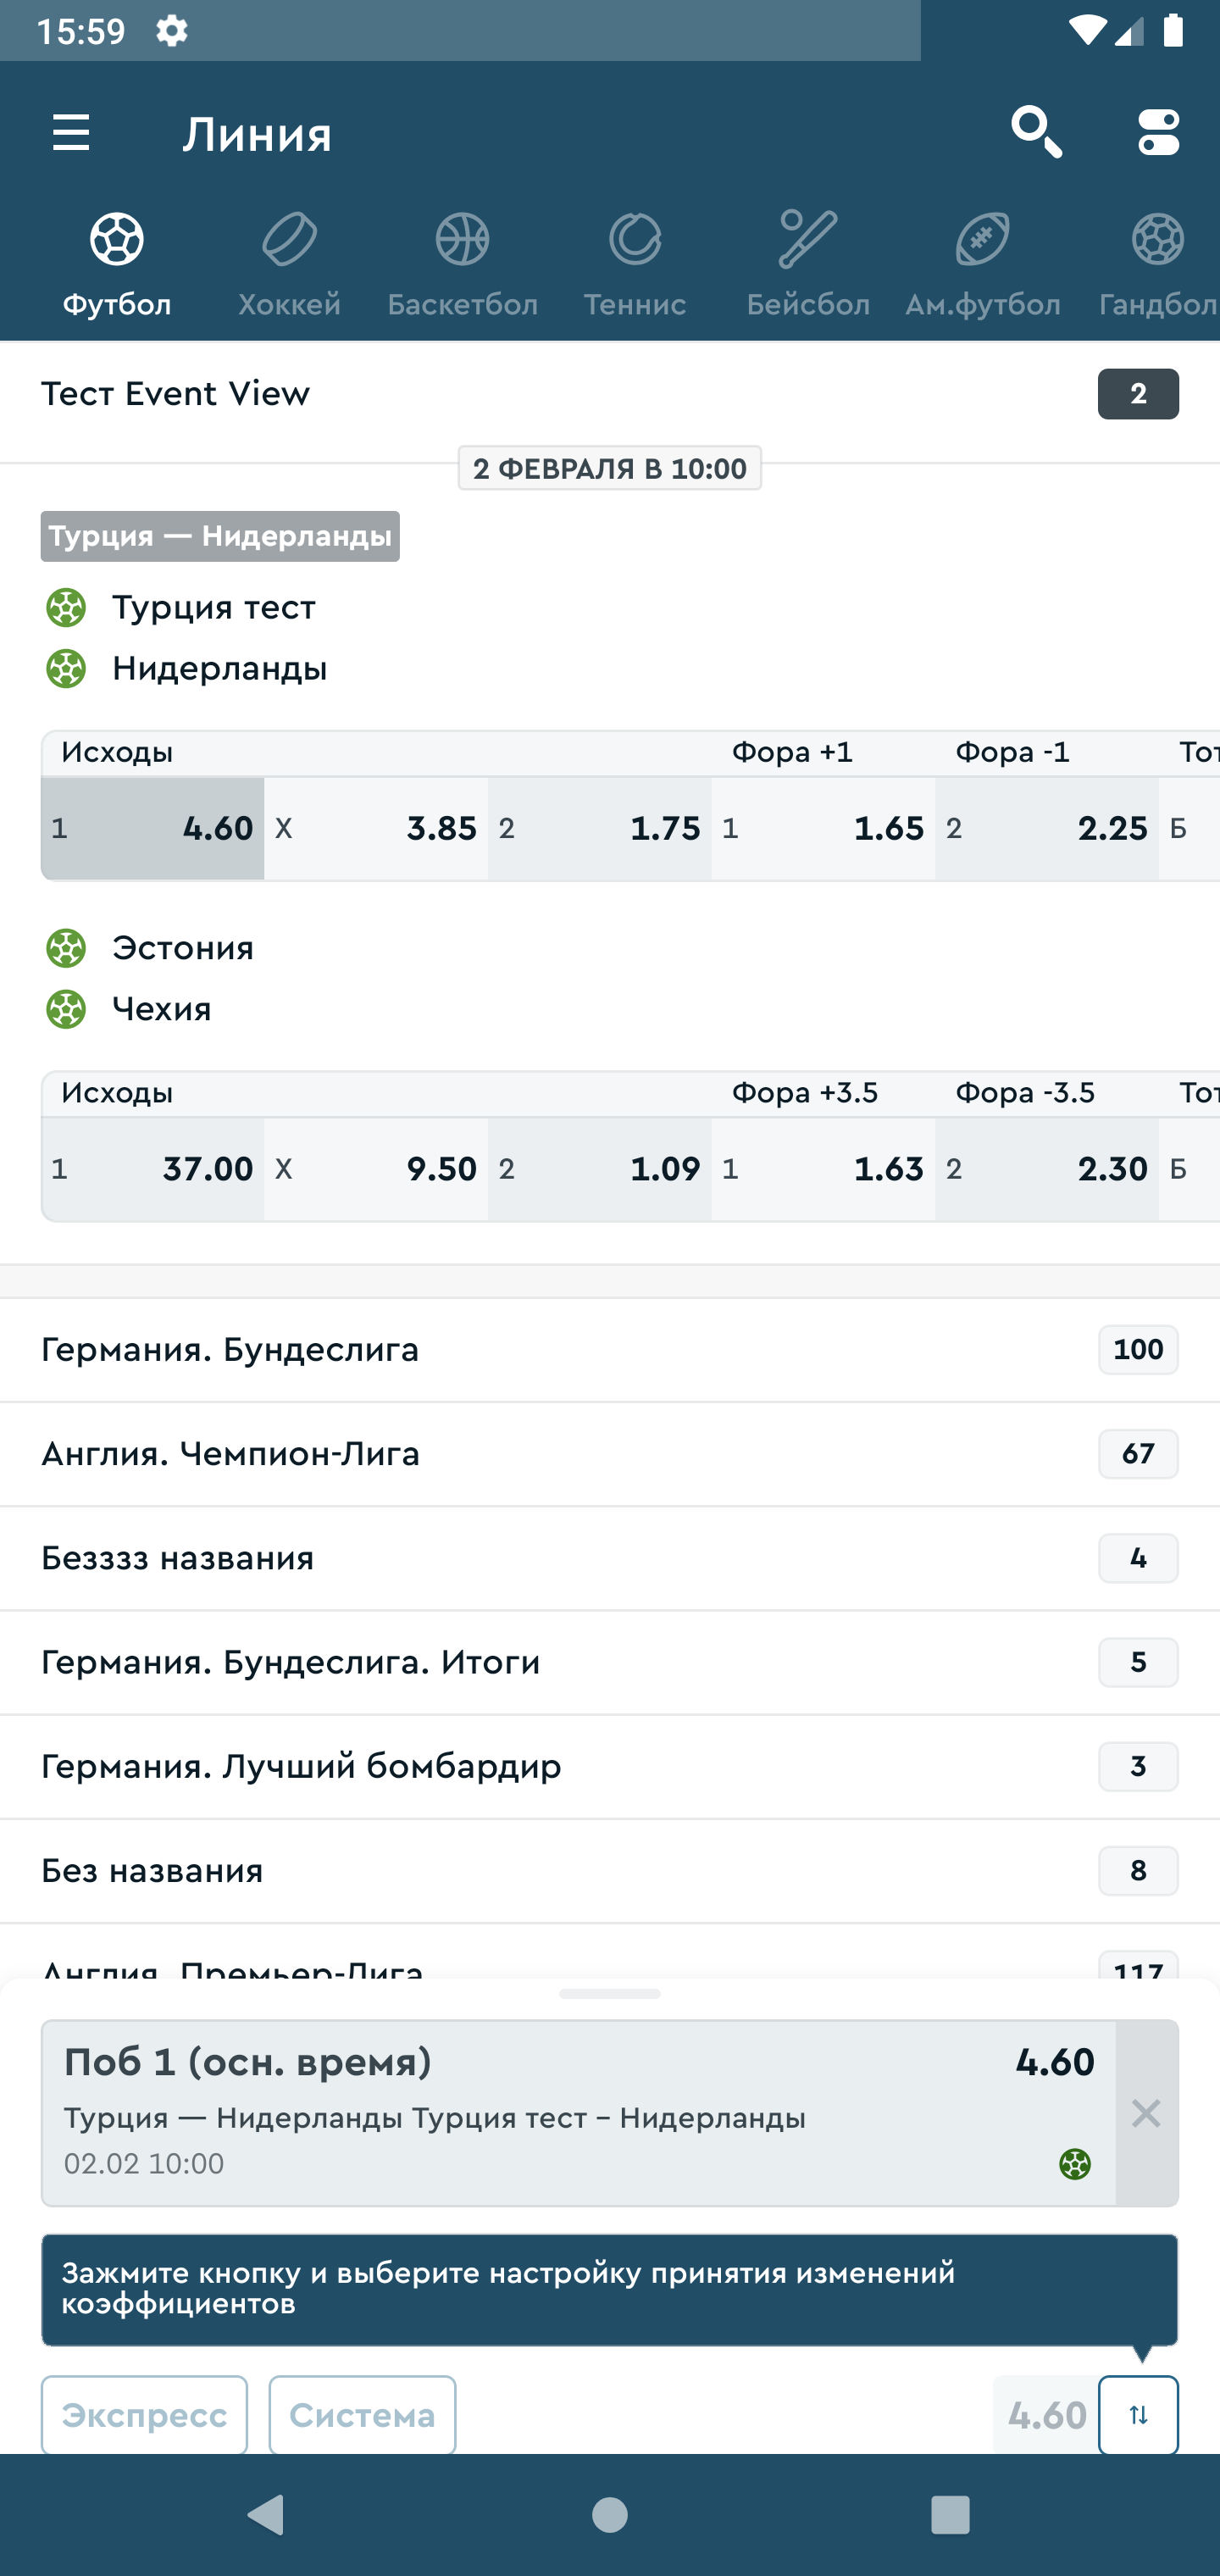 15:59
Линия
Футбол Хоккей Баскетбол Теннис Бейсбол Ам.футбол Гандбол
Тест Event View 2
2 ФЕВРАЛЯ В 10:00
Турция — Нидерланды
Турция тест
Нидерланды
Исходы Фора +1 Фора -1 Тот
1 4.60 X 3.85 2 1.75 1 1.65 2 2.25 Б
Эстония
Чехия
Исходы Фора +3.5 Фора -3.5 Тот
1 37.00 X 9.50 2 1.09 1 1.63 2 2.30 Б
Германия. Бундеслига 100
Англия. Чемпион-Лига 67
Безззз названия 4
Германия. Бундеслига. Итоги 5
Германия. Лучший бомбардир 3
Без названия 8
Англия. Премьер-Лига 117
Поб 1 (осн. время) 4.60
Турция — Нидерланды Турция тест – Нидерланды
02.02 10:00
Зажмите кнопку и выберите настройку принятия изменений
коэффициентов
Экспресс Система 4.60